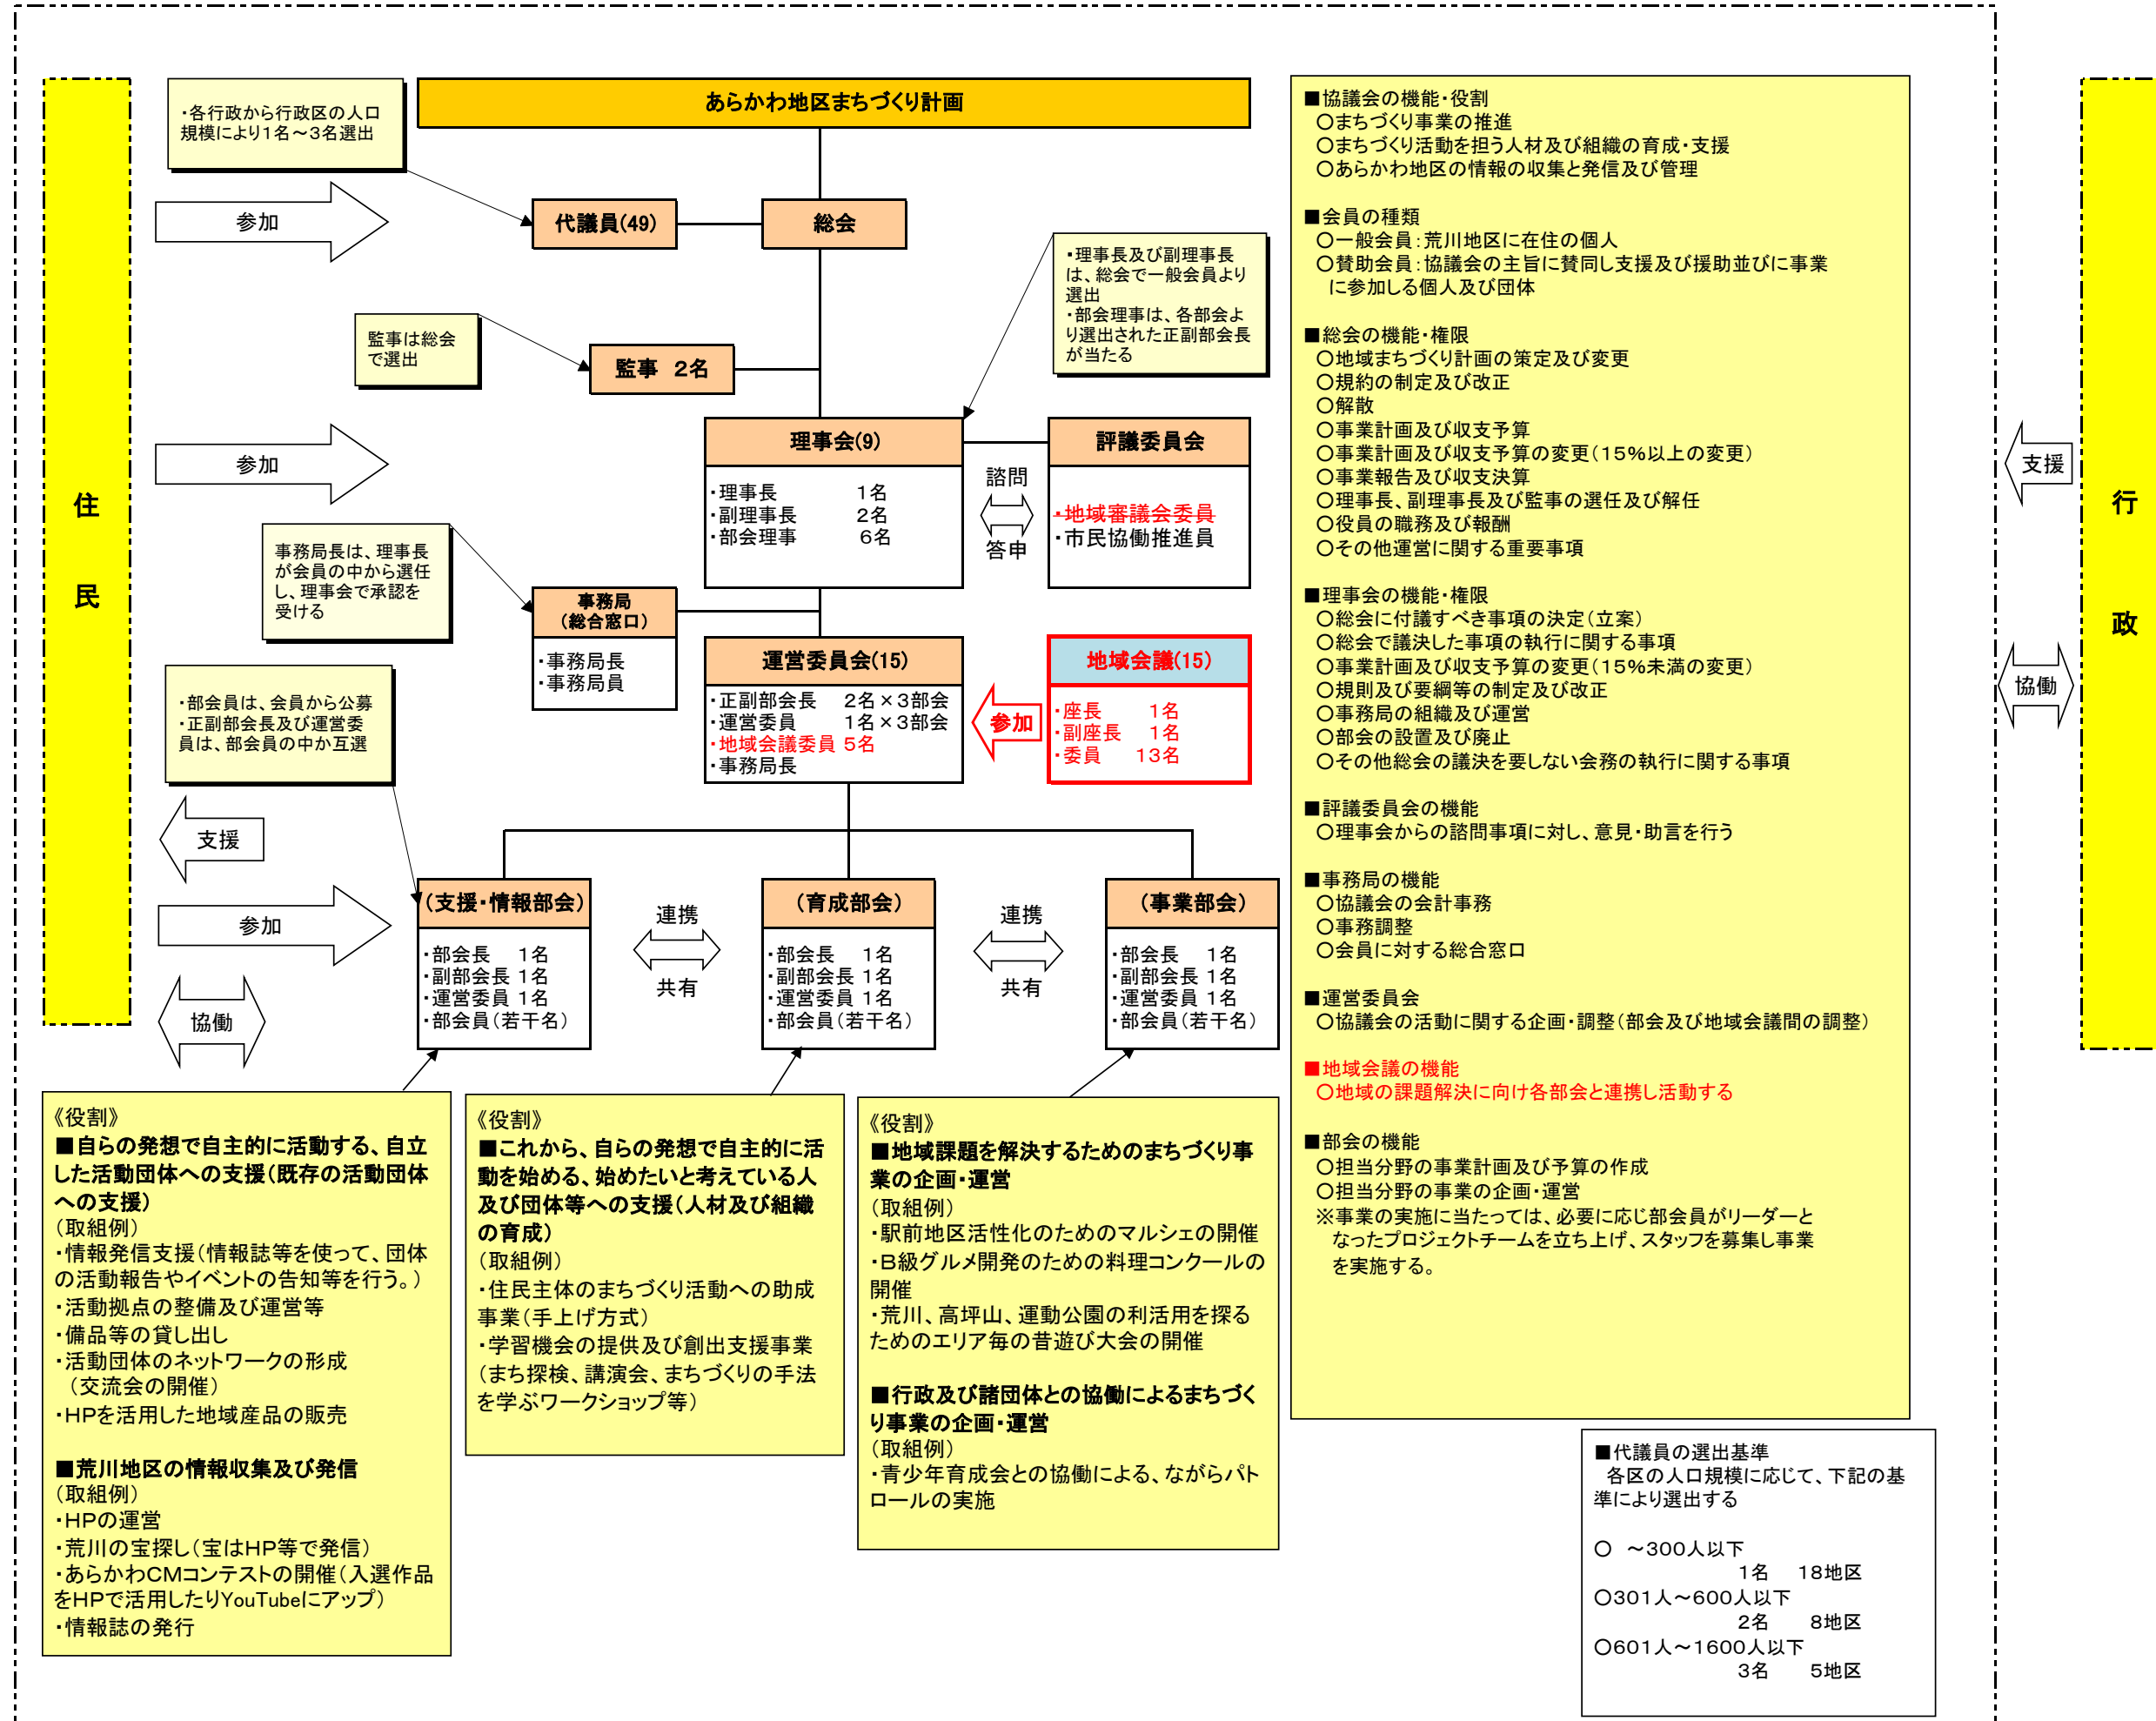 あらかわ地区まちづくり計画
・各行政から行政区の人口
規模により1名～3名選出
参加
代議員(49)
総会
・理事長及び副理事長
は、総会で一般会員より
選出
・部会理事は、各部会よ
り選出された正副部会長
が当たる
監事は総会
で選出
監事 2名
住
民
参加
理事会(9)
・理事長 1名
・副理事長 2名
・部会理事 6名
諮問
答申
評議委員会
・地域審議会委員
・市民協働推進員
事務局長は、理事長
が会員の中から選任
し、理事会で承認を
受ける
事務局
(総合窓口)
・事務局長
・事務局員
運営委員会(15)
・正副部会長 2名×3部会
・運営委員 1名×3部会
・地域会議委員 5名
・事務局長
参加
地域会議(15)
・座長 1名
・副座長 1名
・委員 13名
・部会員は、会員から公募
・正副部会長及び運営委
員は、部会員の中か互選
支援
参加
協働
(支援・情報部会)
・部会長 1名
・副部会長 1名
・運営委員 1名
・部会員(若干名)
連携
共有
(育成部会)
・部会長 1名
・副部会長 1名
・運営委員 1名
・部会員(若干名)
連携
共有
(事業部会)
・部会長 1名
・副部会長 1名
・運営委員 1名
・部会員(若干名)
《役割》
■自らの発想で自主的に活動する、自立
した活動団体への支援(既存の活動団体
への支援)
(取組例)
・情報発信支援(情報誌等を使って、団体
の活動報告やイベントの告知等を行う。)
・活動拠点の整備及び運営等
・備品等の貸し出し
・活動団体のネットワークの形成
(交流会の開催)
・HPを活用した地域産品の販売
■荒川地区の情報収集及び発信
(取組例)
・HPの運営
・荒川の宝探し(宝はHP等で発信)
・あらかわCMコンテストの開催(入選作品
をHPで活用したりYouTubeにアップ)
・情報誌の発行
《役割》
■これから、自らの発想で自主的に活
動を始める、始めたいと考えている人
及び団体等への支援(人材及び組織
の育成)
(取組例)
・住民主体のまちづくり活動への助成
事業(手上げ方式)
・学習機会の提供及び創出支援事業
(まち探検、講演会、まちづくりの手法
を学ぶワークショップ等)
《役割》
■地域課題を解決するためのまちづくり事
業の企画・運営
(取組例)
・駅前地区活性化のためのマルシェの開催
・B級グルメ開発のための料理コンクールの
開催
・荒川、高坪山、運動公園の利活用を探る
ためのエリア毎の昔遊び大会の開催
■行政及び諸団体との協働によるまちづく
り事業の企画・運営
(取組例)
・青少年育成会との協働による、ながらパト
ロールの実施
■協議会の機能・役割
○まちづくり事業の推進
○まちづくり活動を担う人材及び組織の育成・支援
○あらかわ地区の情報の収集と発信及び管理
■会員の種類
○一般会員:荒川地区に在住の個人
○賛助会員:協議会の主旨に賛同し支援及び援助並びに事業
に参加しる個人及び団体
■総会の機能・権限
○地域まちづくり計画の策定及び変更
○規約の制定及び改正
○解散
○事業計画及び収支予算
○事業計画及び収支予算の変更(15%以上の変更)
○事業報告及び収支決算
○理事長、副理事長及び監事の選任及び解任
○役員の職務及び報酬
○その他運営に関する重要事項
■理事会の機能・権限
○総会に付議すべき事項の決定(立案)
○総会で議決した事項の執行に関する事項
○事業計画及び収支予算の変更(15%未満の変更)
○規則及び要綱等の制定及び改正
○事務局の組織及び運営
○部会の設置及び廃止
○その他総会の議決を要しない会務の執行に関する事項
■評議委員会の機能
○理事会からの諮問事項に対し、意見・助言を行う
■事務局の機能
○協議会の会計事務
○事務調整
○会員に対する総合窓口
■運営委員会
○協議会の活動に関する企画・調整(部会及び地域会議間の調整)
■地域会議の機能
○地域の課題解決に向け各部会と連携し活動する
■部会の機能
○担当分野の事業計画及び予算の作成
○担当分野の事業の企画・運営
※事業の実施に当たっては、必要に応じ部会員がリーダーと
なったプロジェクトチームを立ち上げ、スタッフを募集し事業
を実施する。
■代議員の選出基準
各区の人口規模に応じて、下記の基
準により選出する
○ ～300人以下
1名 18地区
○301人～600人以下
2名 8地区
○601人～1600人以下
3名 5地区
支援
協働
行
政